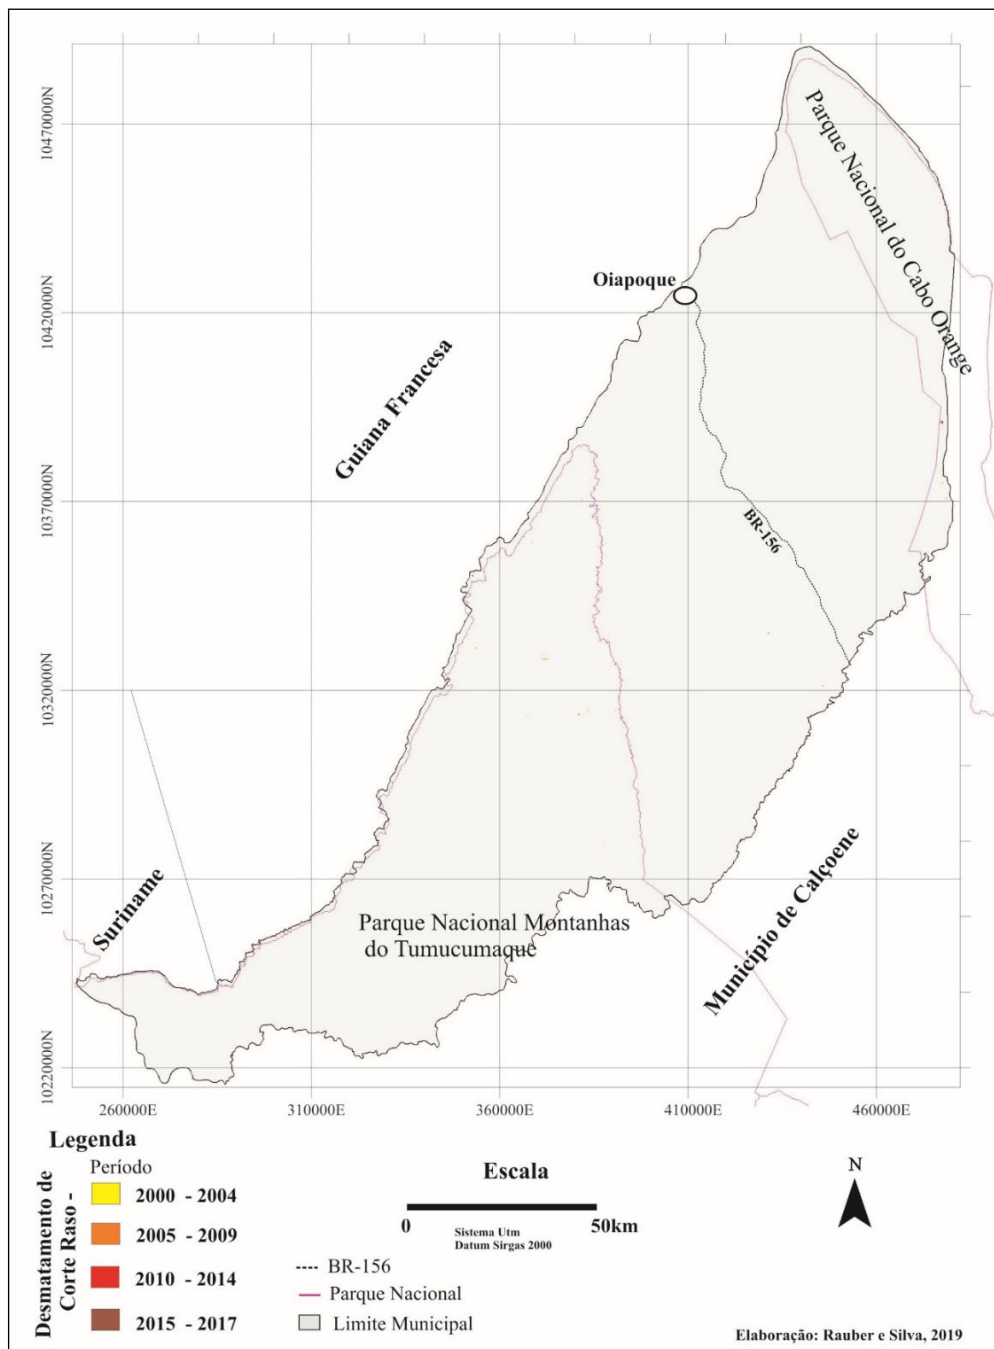 10470000N
Parque Nacional do Cabo Orange
Oiapoque
10420000N
Guiana Francesa
10370000N
BR-156
10320000N
10270000N
Suriname
Parque Nacional Montanhas
do Tumucumaque
Município de Calçoene
10220000N
260000E
310000E
360000E
410000E
460000E
Legenda
Desmatamento de
Corte Raso -
Período
2000 - 2004
2005 - 2009
2010 - 2014
2015 - 2017
Escala
0
50km
Sistema Utm
Datum Sirgas 2000
BR-156
Parque Nacional
Limite Municipal
N
Elaboração: Rauber e Silva, 2019